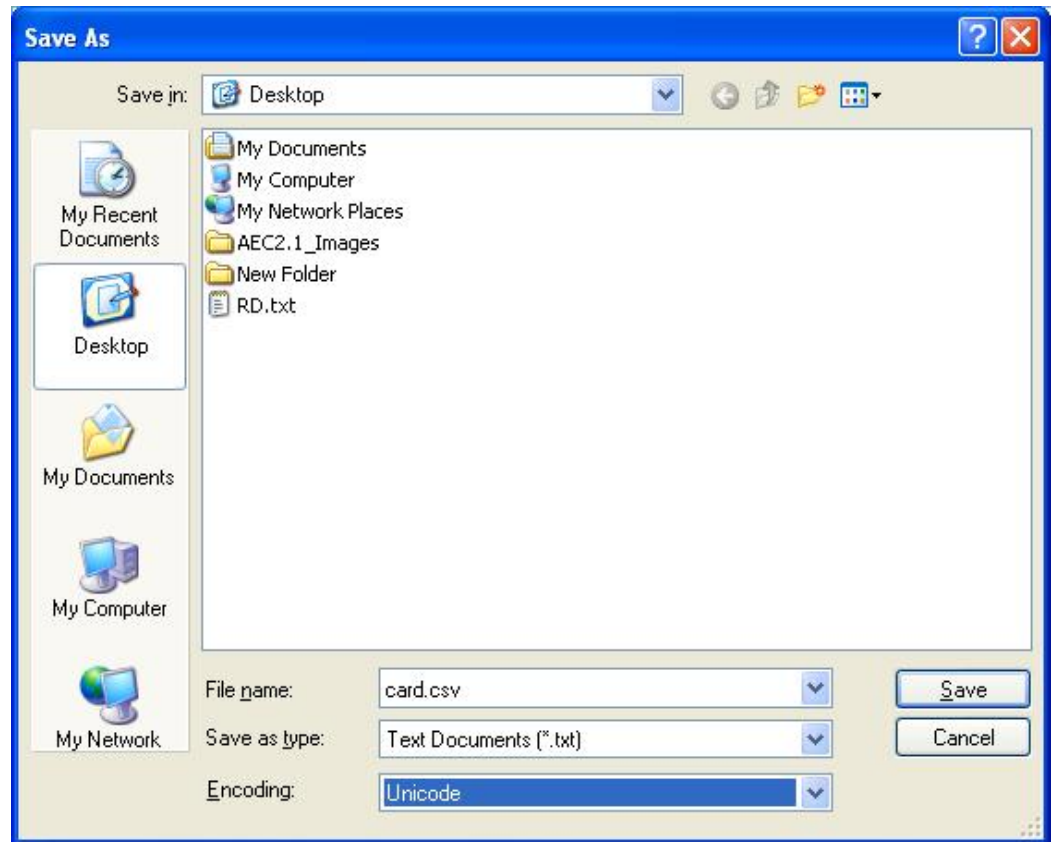 Save As
Save in:
Desktop
My Recent
Documents
Desktop
My Documents
My Computer
My Network
My Documents
My Computer
My Network Places
AEC2.1_Images
New Folder
RD.txt
File name:
card.csv
Save
Save as type:
Text Documents (*.txt)
Cancel
Encoding:
Unicode